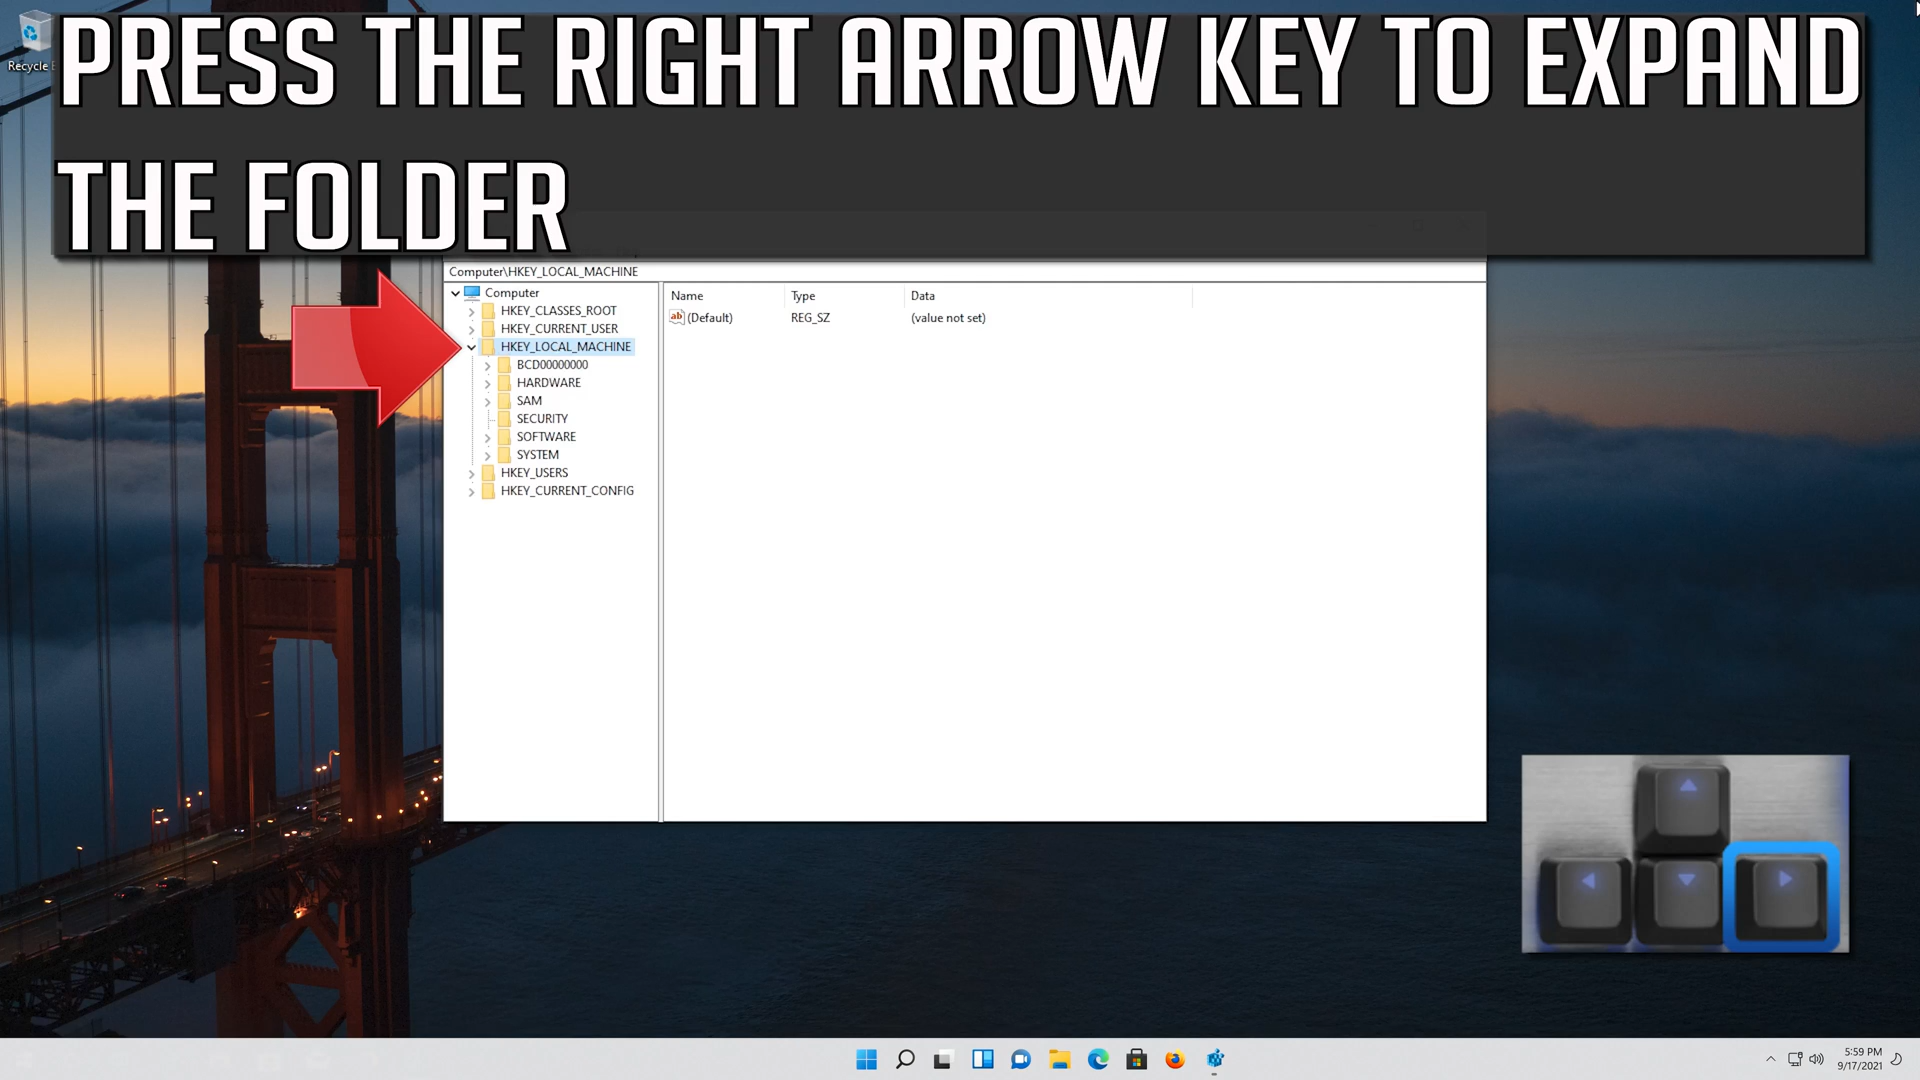 PRESS THE RIGHT ARROW KEY TO EXPAND
THE FOLDER
Recycle
Computer\HKEY_LOCAL_MACHINE
Computer
HKEY_CLASSES_ROOT
HKEY_CURRENT_USER
HKEY_LOCAL_MACHINE
BCD00000000
HARDWARE
SAM
SECURITY
SOFTWARE
SYSTEM
HKEY_USERS
HKEY_CURRENT_CONFIG
Name Type Data
(Default) REG_SZ (value not set)
5:59 PM
9/17/2021